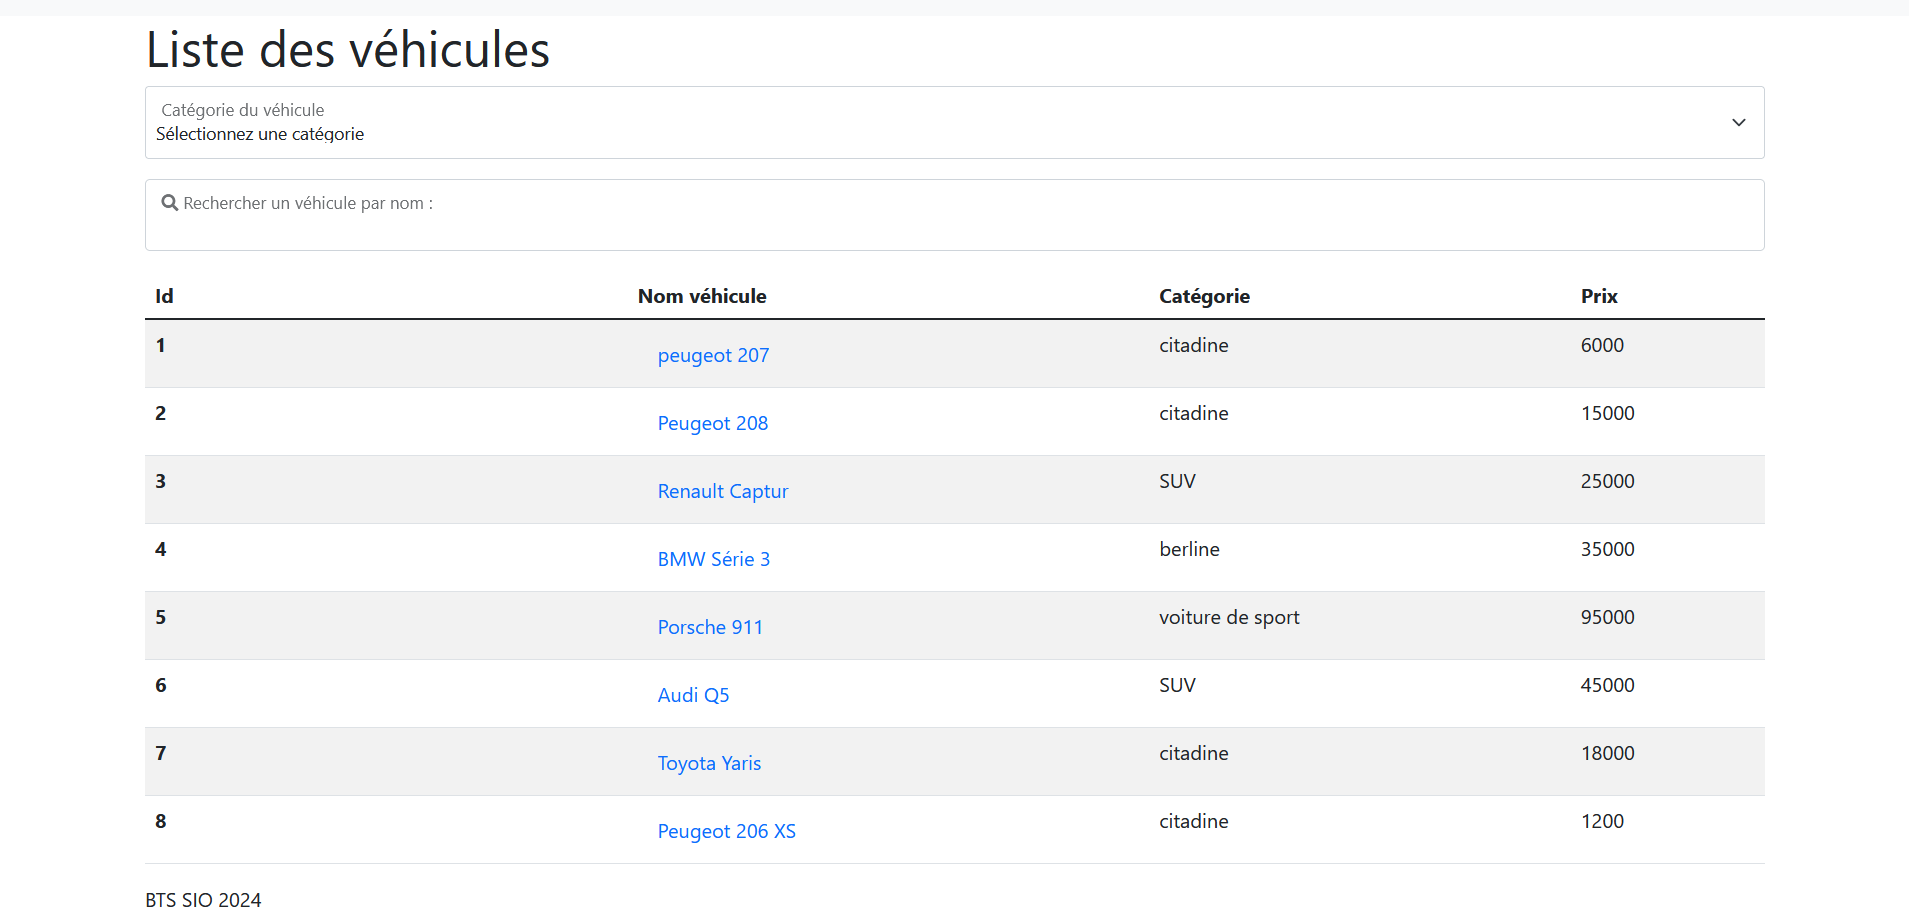 Liste des véhicules
Catégorie du véhicule
Sélectionnez une catégorie
Rechercher un véhicule par nom :
Id Nom véhicule Catégorie Prix
1 peugeot 207 citadine 6000
2 Peugeot 208 citadine 15000
3 Renault Captur SUV 25000
4 BMW Série 3 berline 35000
5 Porsche 911 voiture de sport 95000
6 Audi Q5 SUV 45000
7 Toyota Yaris citadine 18000
8 Peugeot 206 XS citadine 1200
BTS SIO 2024